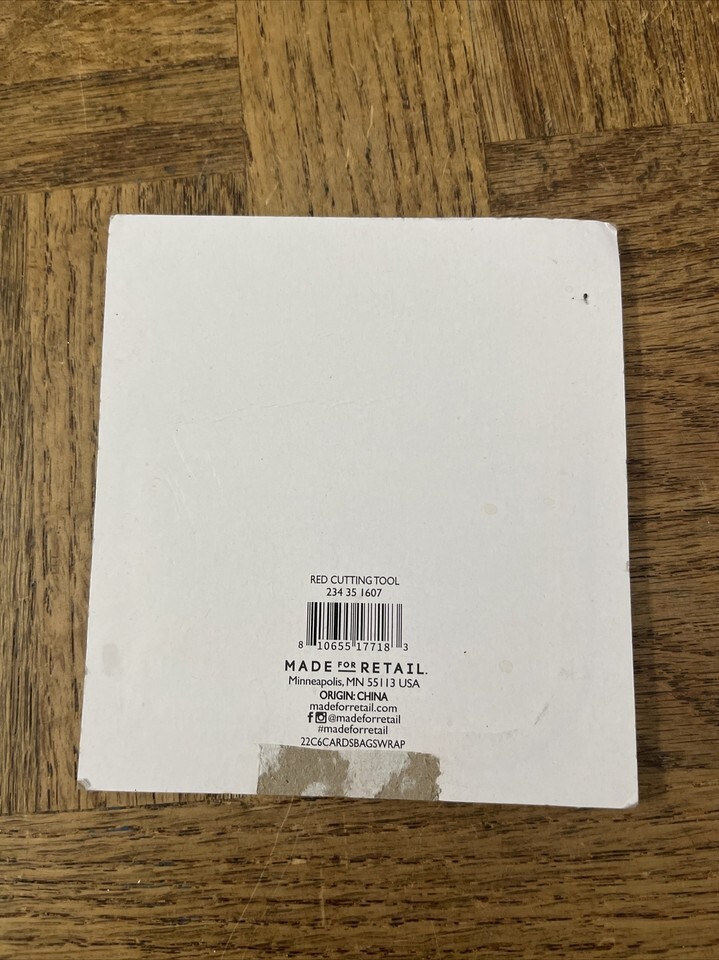 RED CUTTING TOOL
234 35 1607
8 10655 17718 3
MADE FOR RETAIL.
Minneapolis, MN 55113 USA
ORIGIN: CHINA
madeforretail.com
@madeforretail
#madeforretail
22C6CARDSBAGSWRAP